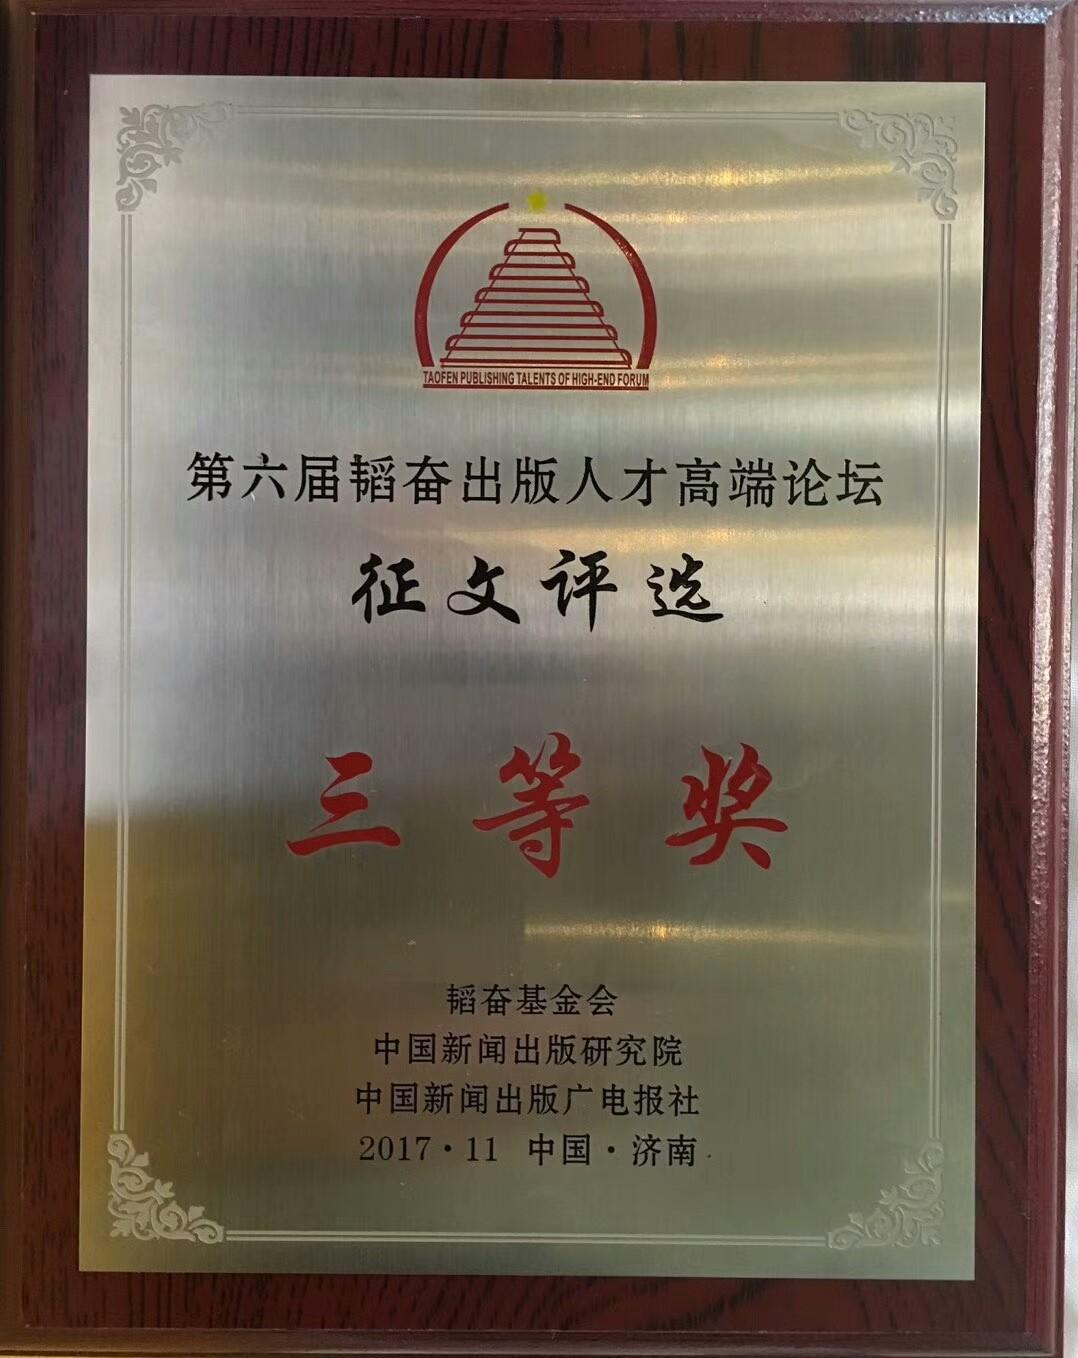 TAOFEN PUBLISHING TALENTS OF HIGH-END FORUM
第六届韬奋出版人才高端论坛
征文评选
三等奖
韬奋基金会
中国新闻出版研究院
中国新闻出版广电报社
2017·11 中国·济南